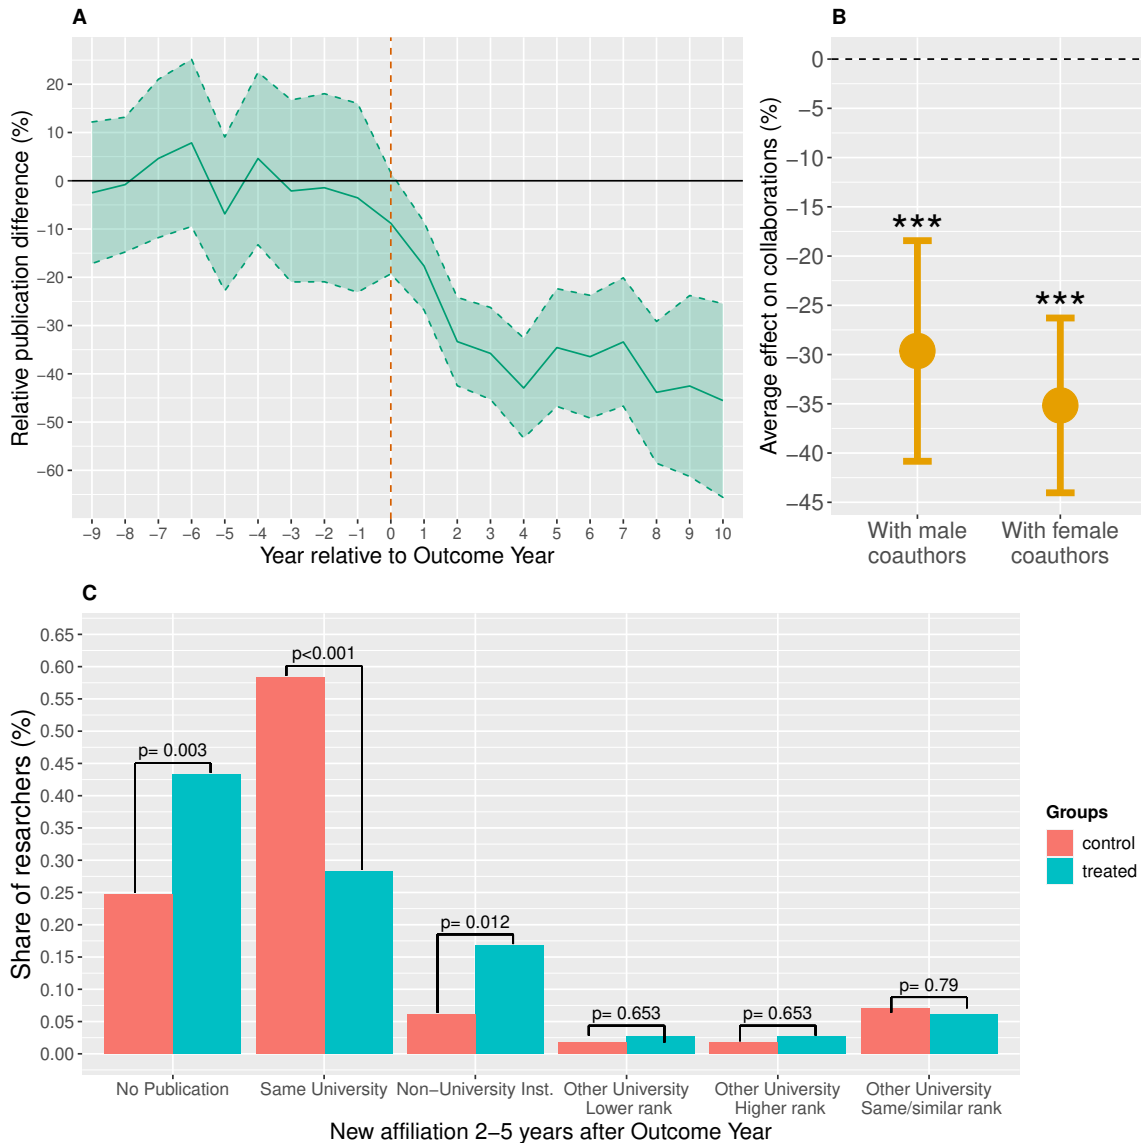 A
Relative publication difference (%)
20
10
0
−10
−20
−30
−40
−50
−60
−9 −8 −7 −6 −5 −4 −3 −2 −1 0 1 2 3 4 5 6 7 8 9 10
Year relative to Outcome Year
B
Average effect on collaborations (%)
0
−5
−10
−15
−20
−25
−30
−35
−40
−45
***
***
With male
coauthors
With female
coauthors
C
Share of researchers (%)
0.65
0.60
0.55
0.50
0.45
0.40
0.35
0.30
0.25
0.20
0.15
0.10
0.05
0.00
p= 0.003
p<0.001
p= 0.012
p= 0.653
p= 0.653
p= 0.79
No Publication
Same University
Non−University Inst.
Other University
Lower rank
Other University
Higher rank
Other University
Same/similar rank
New affiliation 2−5 years after Outcome Year
Groups
control
treated